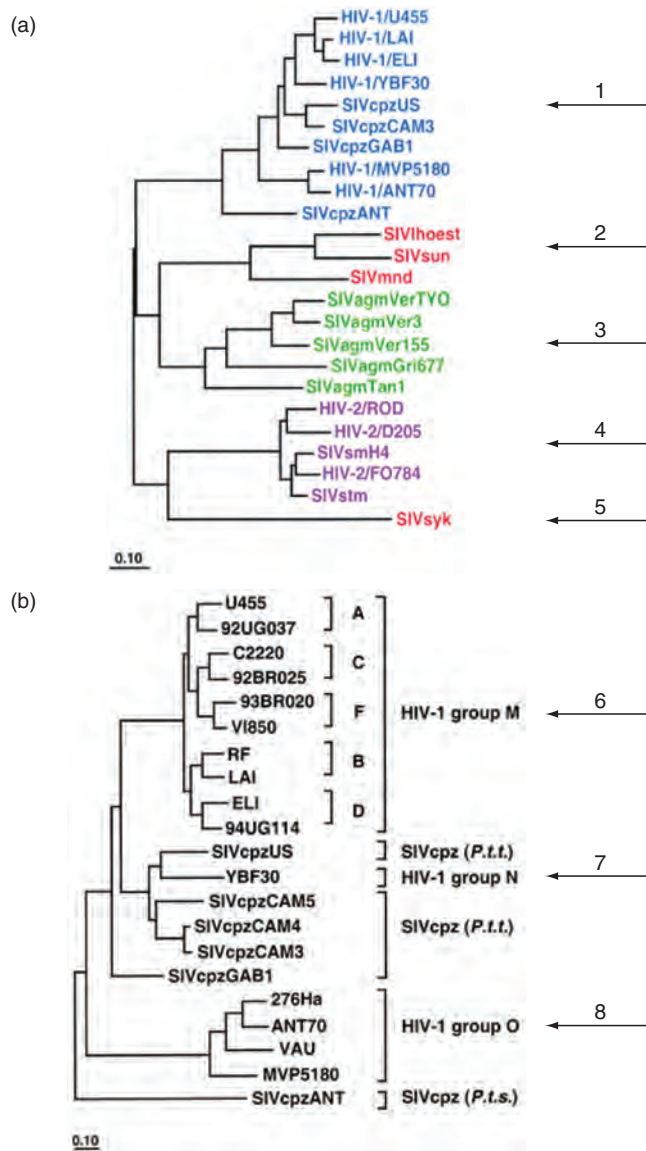 (a)
HIV-1/U455
HIV-1/LAI
HIV-1/ELI
HIV-1/YBF30
SIVcpzUS
1
SIVcpzCAM3
SIVcpzGAB1
HIV-1/MVP5180
HIV-1/ANT70
SIVcpzANT
SIVlhoest
2
SIVsun
SIVmnd
SIVagmVerTYO
SIVagmVer3
SIVagmVer155
3
SIVagmGri677
SIVagmTan1
HIV-2/ROD
HIV-2/D205
4
SIVsmH4
HIV-2/FO784
SIVstm
SIVsyk
5
0.10
(b)
U455
A
92UG037
C2220
C
92BR025
93BR020
F
HIV-1 group M
6
VI850
RF
B
LAI
ELI
D
94UG114
SIVcpzUS
SIVcpz (P.t.t.)
YBF30
HIV-1 group N
7
SIVcpzCAM5
SIVcpzCAM4
SIVcpz (P.t.t.)
SIVcpzCAM3
SIVcpzGAB1
276Ha
ANT70
HIV-1 group O
8
VAU
MVP5180
SIVcpzANT
SIVcpz (P.t.s.)
0.10